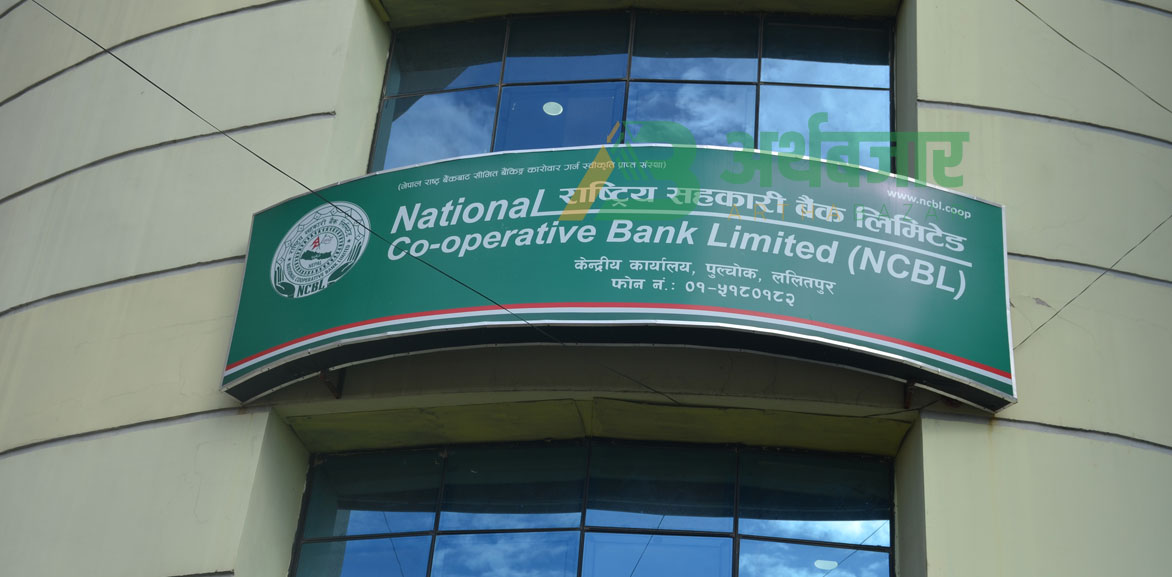 (नेपाल राष्ट्र बैंकबाट सीमित बैंकिङ्ग कारोवार गर्न स्वीकृति प्राप्त संस्था)
अर्थबजार
www.ncbl.coop
National राष्ट्रिय सहकारी बैंक लिमिटेड
Co-operative Bank Limited (NCBL)
केन्द्रीय कार्यालय, पुल्चोक, ललितपुर
फोन नं.: ०१-५१८०१८२
NCBL